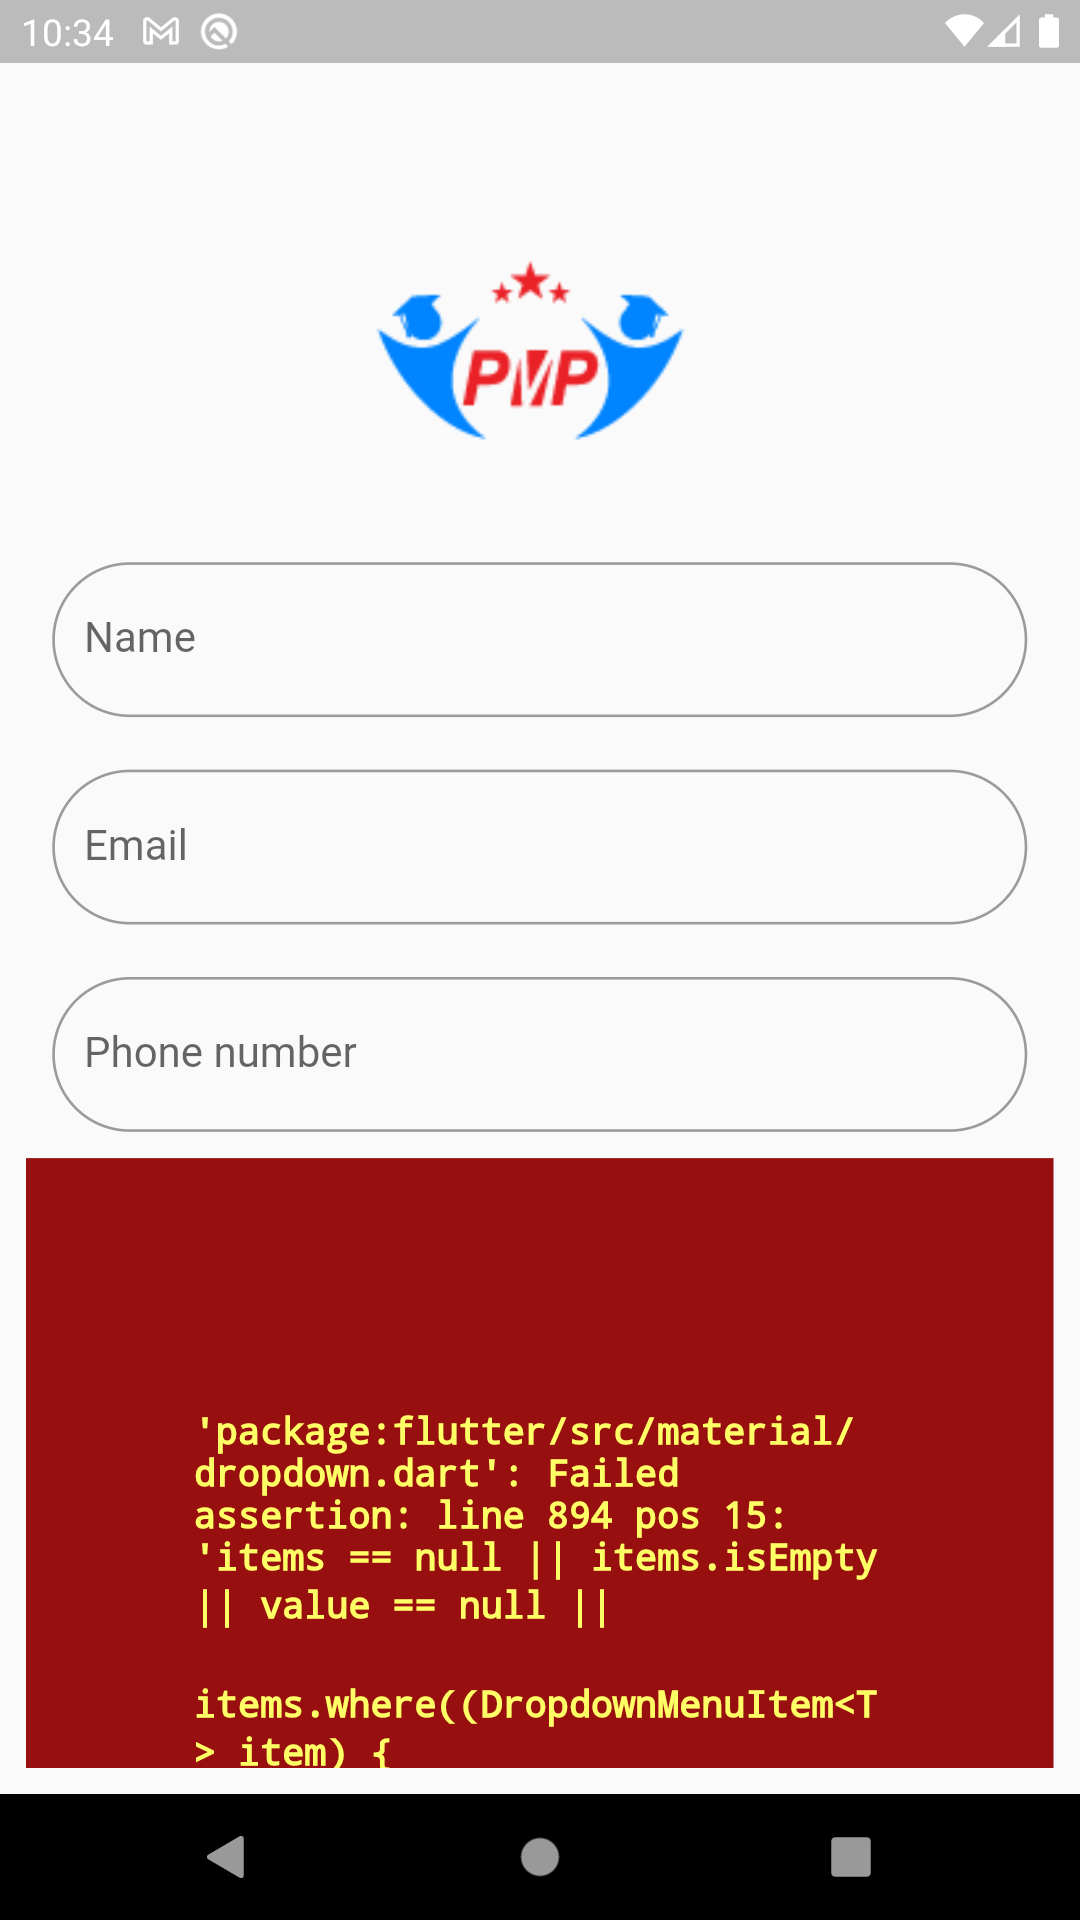 10:34
PMP
Name
Email
Phone number
'package:flutter/src/material/
dropdown.dart': Failed
assertion: line 894 pos 15:
'items == null || items.isEmpty
|| value == null ||
items.where((DropdownMenuItem<T
> item) {